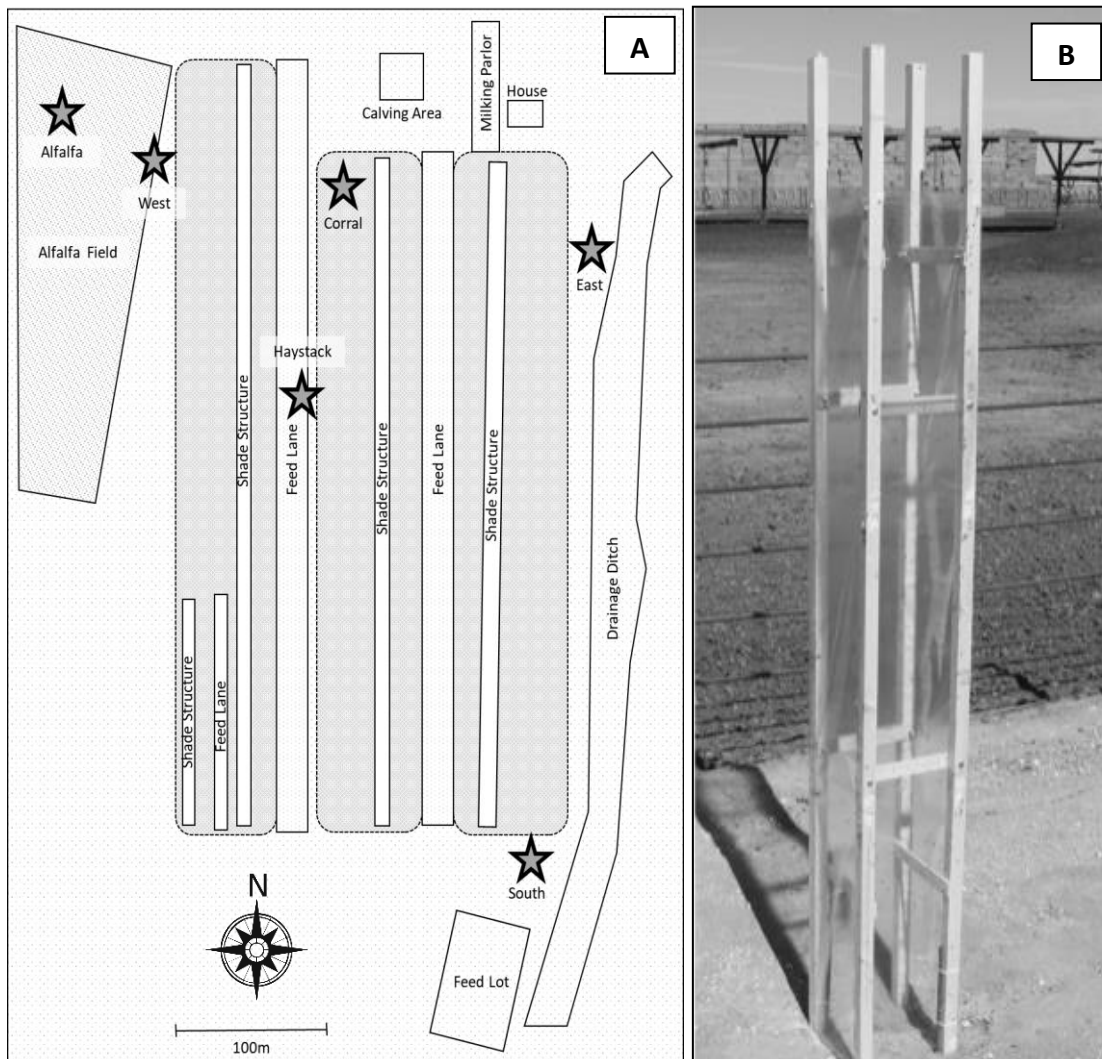 A
Milking Parlor
House
Calving Area
Alfalfa
West
Alfalfa Field
Corral
East
Haystack
Shade Structure
Feed Lane
Shade Structure
Feed Lane
Shade Structure
Drainage Ditch
Shade Structure
Feed Lane
South
N
Feed Lot
100m
B